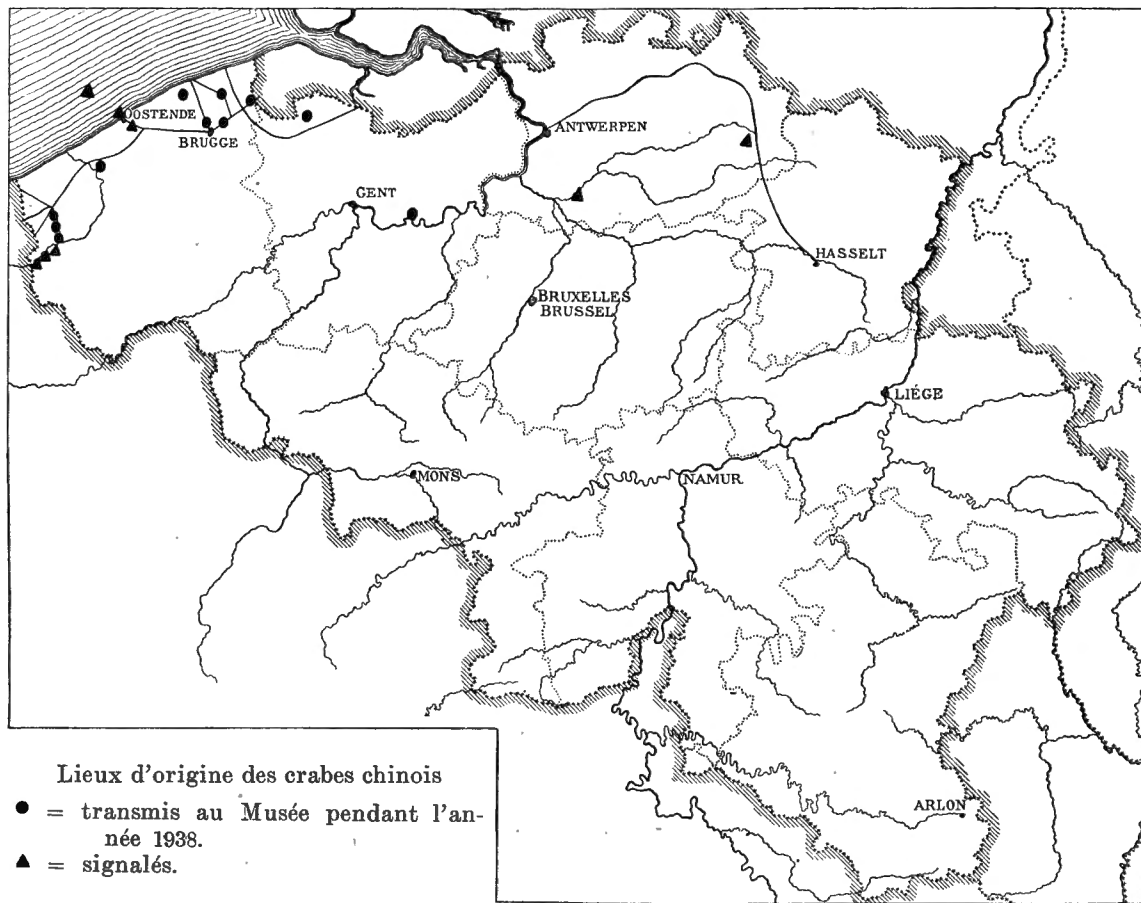 OOSTENDE
BRUGGE
ANTWERPEN
GENT
HASSELT
BRUXELLES
BRUSSEL
LIÉGE
MONS
NAMUR
ARLON
Lieux d'origine des crabes chinois
● = transmis au Musée pendant l'an-
née 1938.
▲ = signalés.